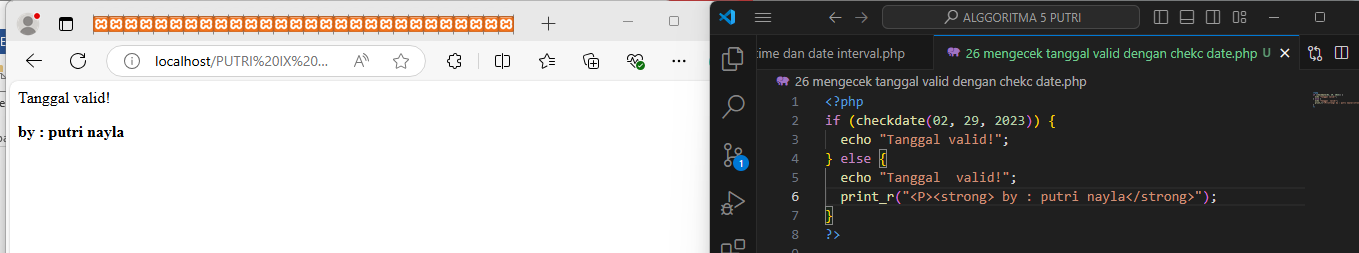 localhost/PUTRI%20IX%20...
Tanggal valid!
by : putri nayla
ALGGORITMA 5 PUTRI
time dan date interval.php
26 mengecek tanggal valid dengan chekc date.php U
26 mengecek tanggal valid dengan chekc date.php
1 <?php
2 if (checkdate(02, 29, 2023)) {
3 echo "Tanggal valid!";
4 } else {
5 echo "Tanggal  valid!";
6 print_r("<P><strong> by : putri nayla</strong>");
7 }
8 ?>
1